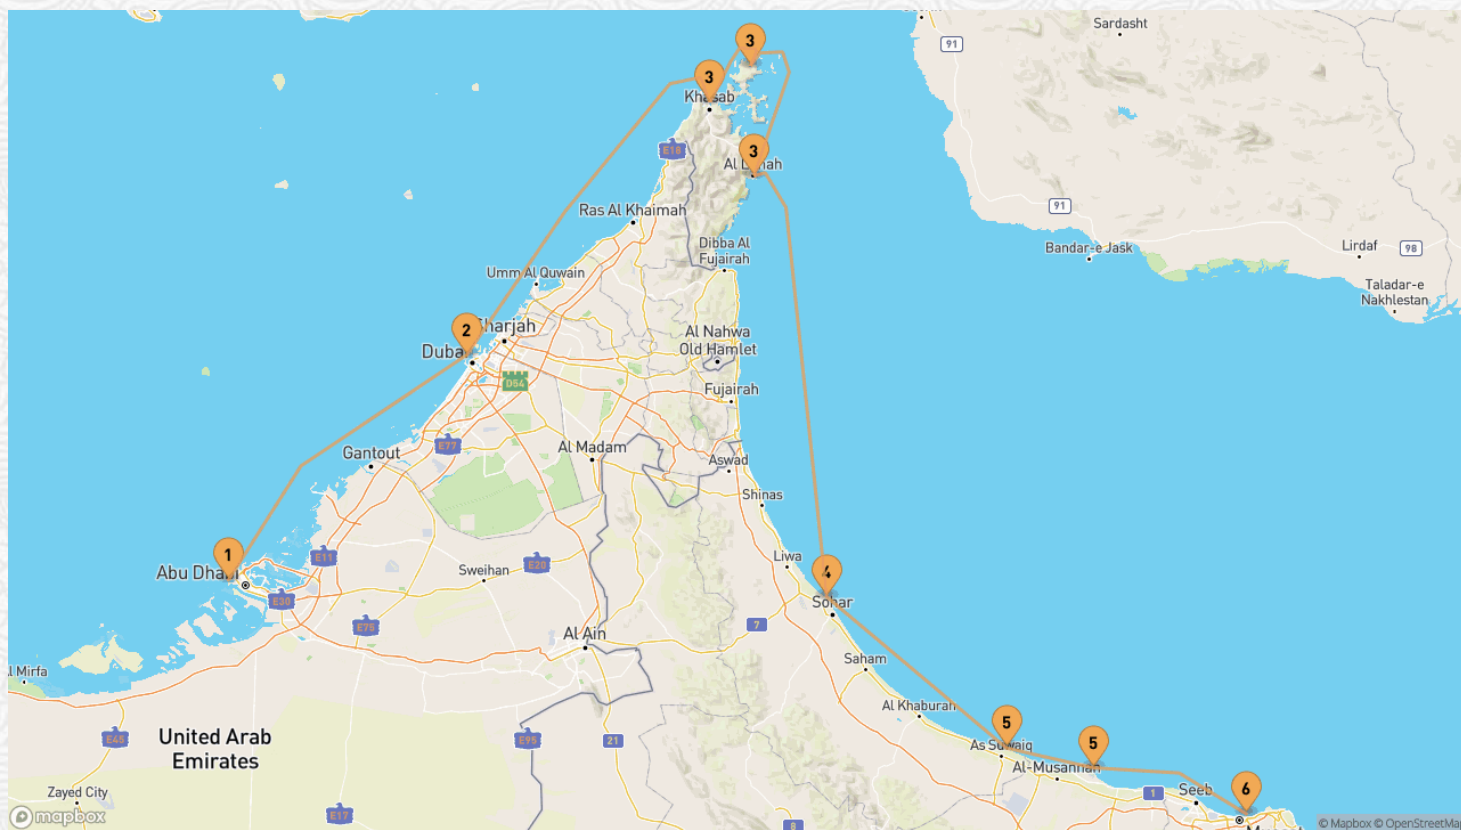 Sardasht
91
3
3
Khasab
E18
3
Al L
ah
91
Ras Al Khaimah
Bandar-e Jask
Lirdaf
98
Dibba Al
Fujairah
Umm Al Quwain
Taladar-e
Nakhlestan
2
Sharjah
Al Nahwa
Old Hamlet
Dubai
D54
Fujairah
E77
Al Madam
Gantout
Aswad
Shinas
1
Abu Dhabi
E11
E20
Liwa
Sweihan
4
E30
Sohar
E75
7
Al Ain
Saham
l Mirfa
Al Khaburah
5
United Arab
Emirates
E45
E95
21
As Suwaiq
5
Al-Musannah
Zayed City
1
Seeb
6
mapbox
E17
8
© Mapbox © OpenStreetMa